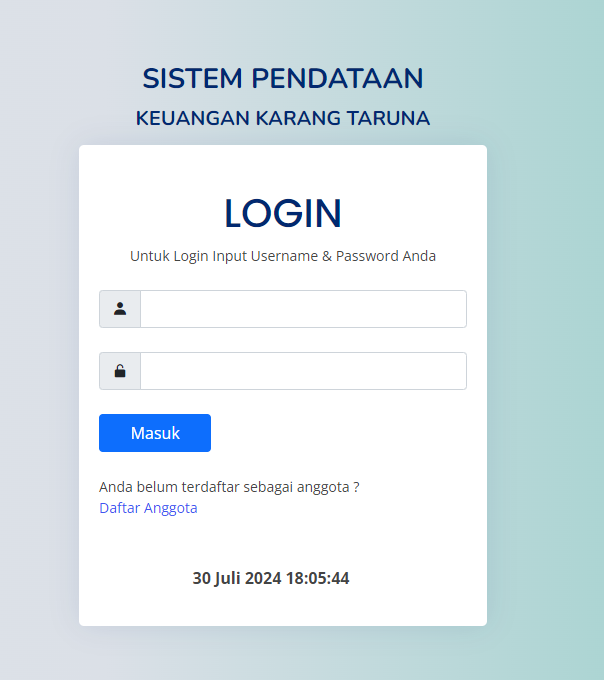 SISTEM PENDATAAN
KEUANGAN KARANG TARUNA
LOGIN
Untuk Login Input Username & Password Anda
Masuk
Anda belum terdaftar sebagai anggota ?
Daftar Anggota
30 Juli 2024 18:05:44